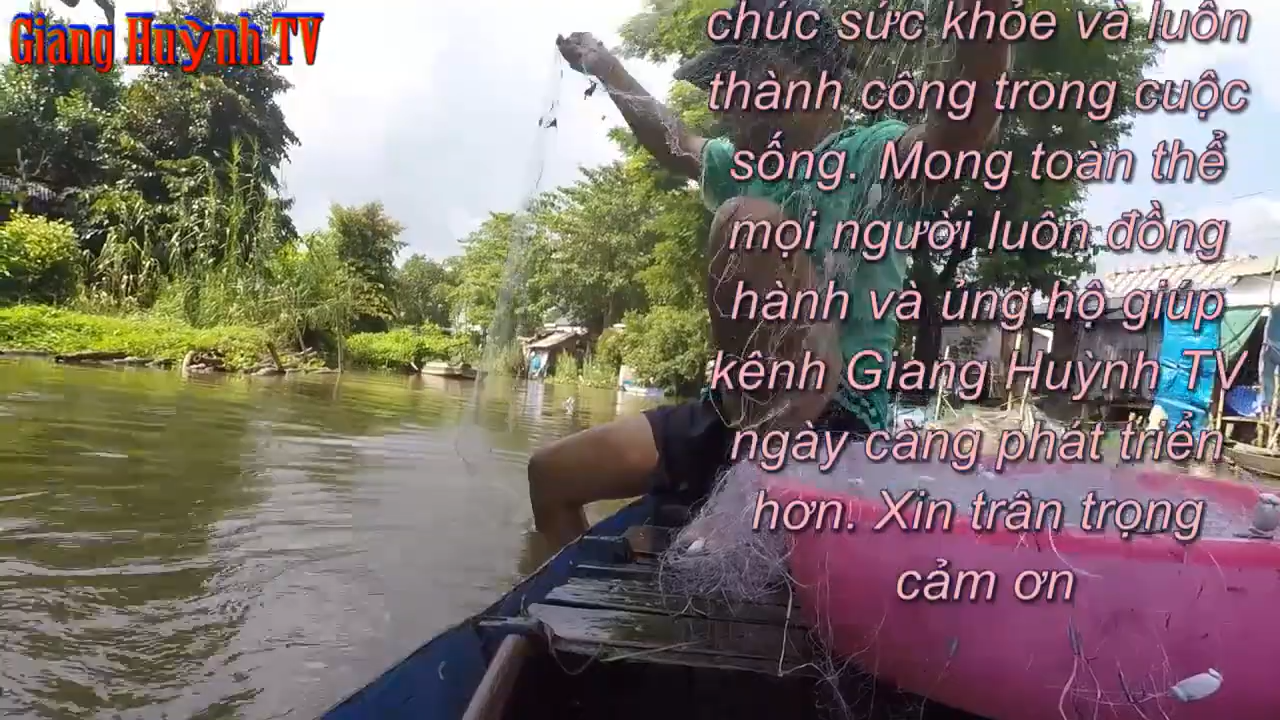 Giang Huỳnh TV
chúc sức khỏe và luôn
thành công trong cuộc
sống. Mong toàn thể
mọi người luôn đồng
hành và ủng hô giúp
kênh Giang Huỳnh TV
ngày càng phát triển
hơn. Xin trân trọng
cảm ơn